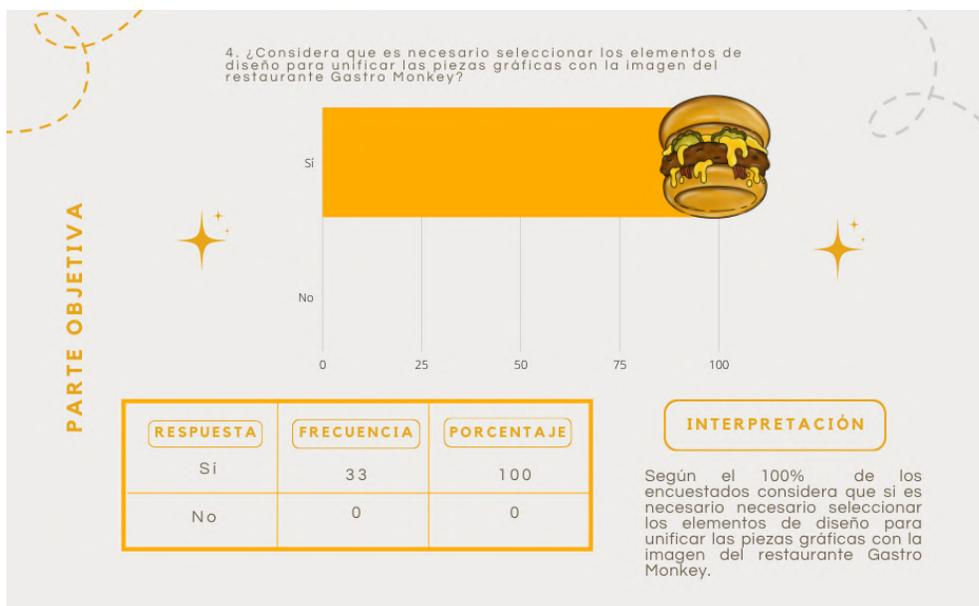 4. ¿Considera que es necesario seleccionar los elementos de
diseño para unificar las piezas gráficas con la imagen del
restaurante Gastro Monkey?
Sí
No
0 25 50 75 100
PARTE OBJETIVA
RESPUESTA FRECUENCIA PORCENTAJE
Sí 33 100
No 0 0
INTERPRETACIÓN
Según el 100% de los
encuestados considera que si es
necesario necesario seleccionar
los elementos de diseño para
unificar las piezas gráficas con la
imagen del restaurante Gastro
Monkey.